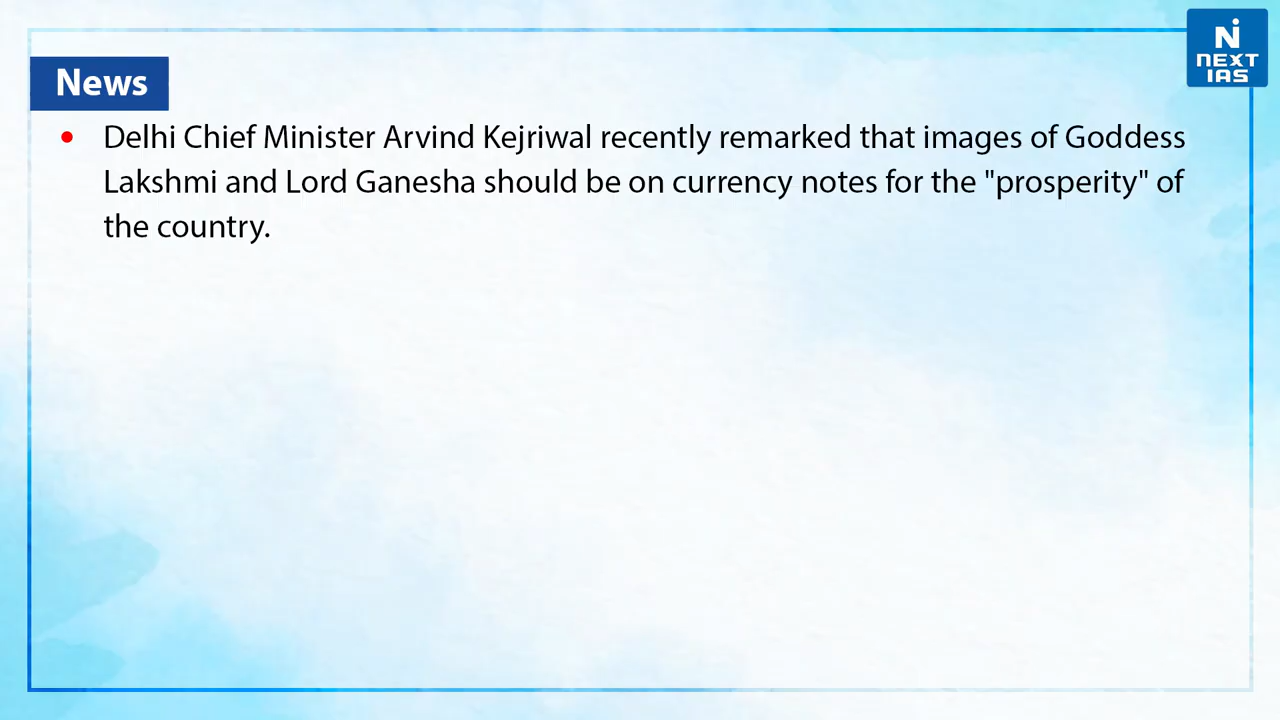 NEXT
IAS
News
• Delhi Chief Minister Arvind Kejriwal recently remarked that images of Goddess
Lakshmi and Lord Ganesha should be on currency notes for the "prosperity" of
the country.